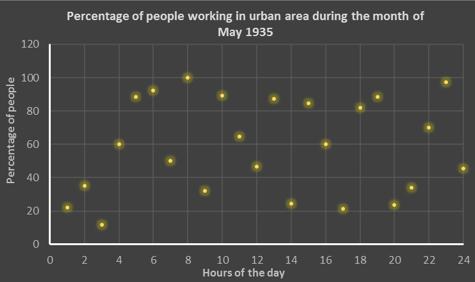 Percentage of people working in urban area during the month of
May 1935
120
100
80
60
40
20
0
Percentage of people
0 2 4 6 8 10 12 14 16 18 20 22 24
Hours of the day